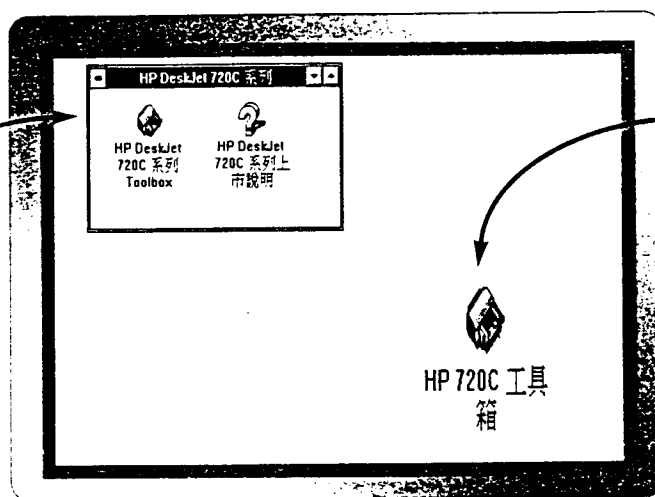 HP DeskJet 720C 系列
HP DeskJet
720C 系列
Toolbox
HP DeskJet
720C 系列上
市說明
HP 720C 工具
箱